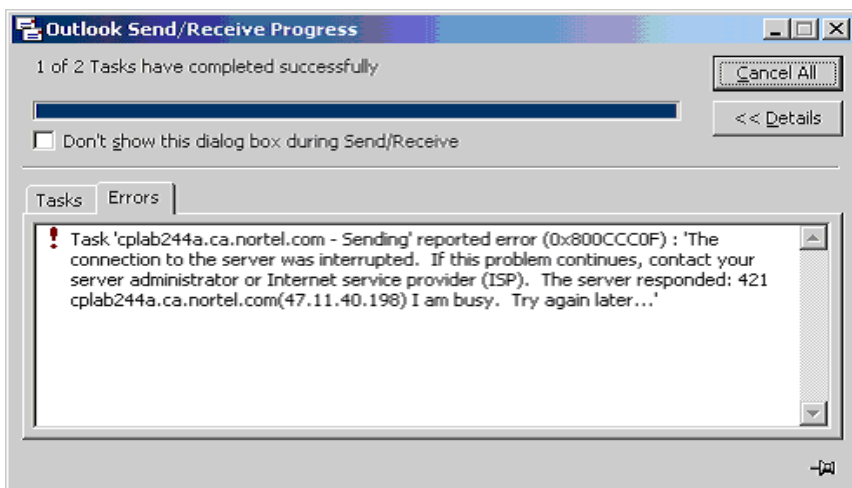 Outlook Send/Receive Progress
1 of 2 Tasks have completed successfully
Cancel All
<< Details
Don't show this dialog box during Send/Receive
Tasks
Errors
Task 'cplab244a.ca.nortel.com - Sending' reported error (0x800CCC0F) : 'The
connection to the server was interrupted. If this problem continues, contact your
server administrator or Internet service provider (ISP). The server responded: 421
cplab244a.ca.nortel.com(47.11.40.198) I am busy. Try again later...'